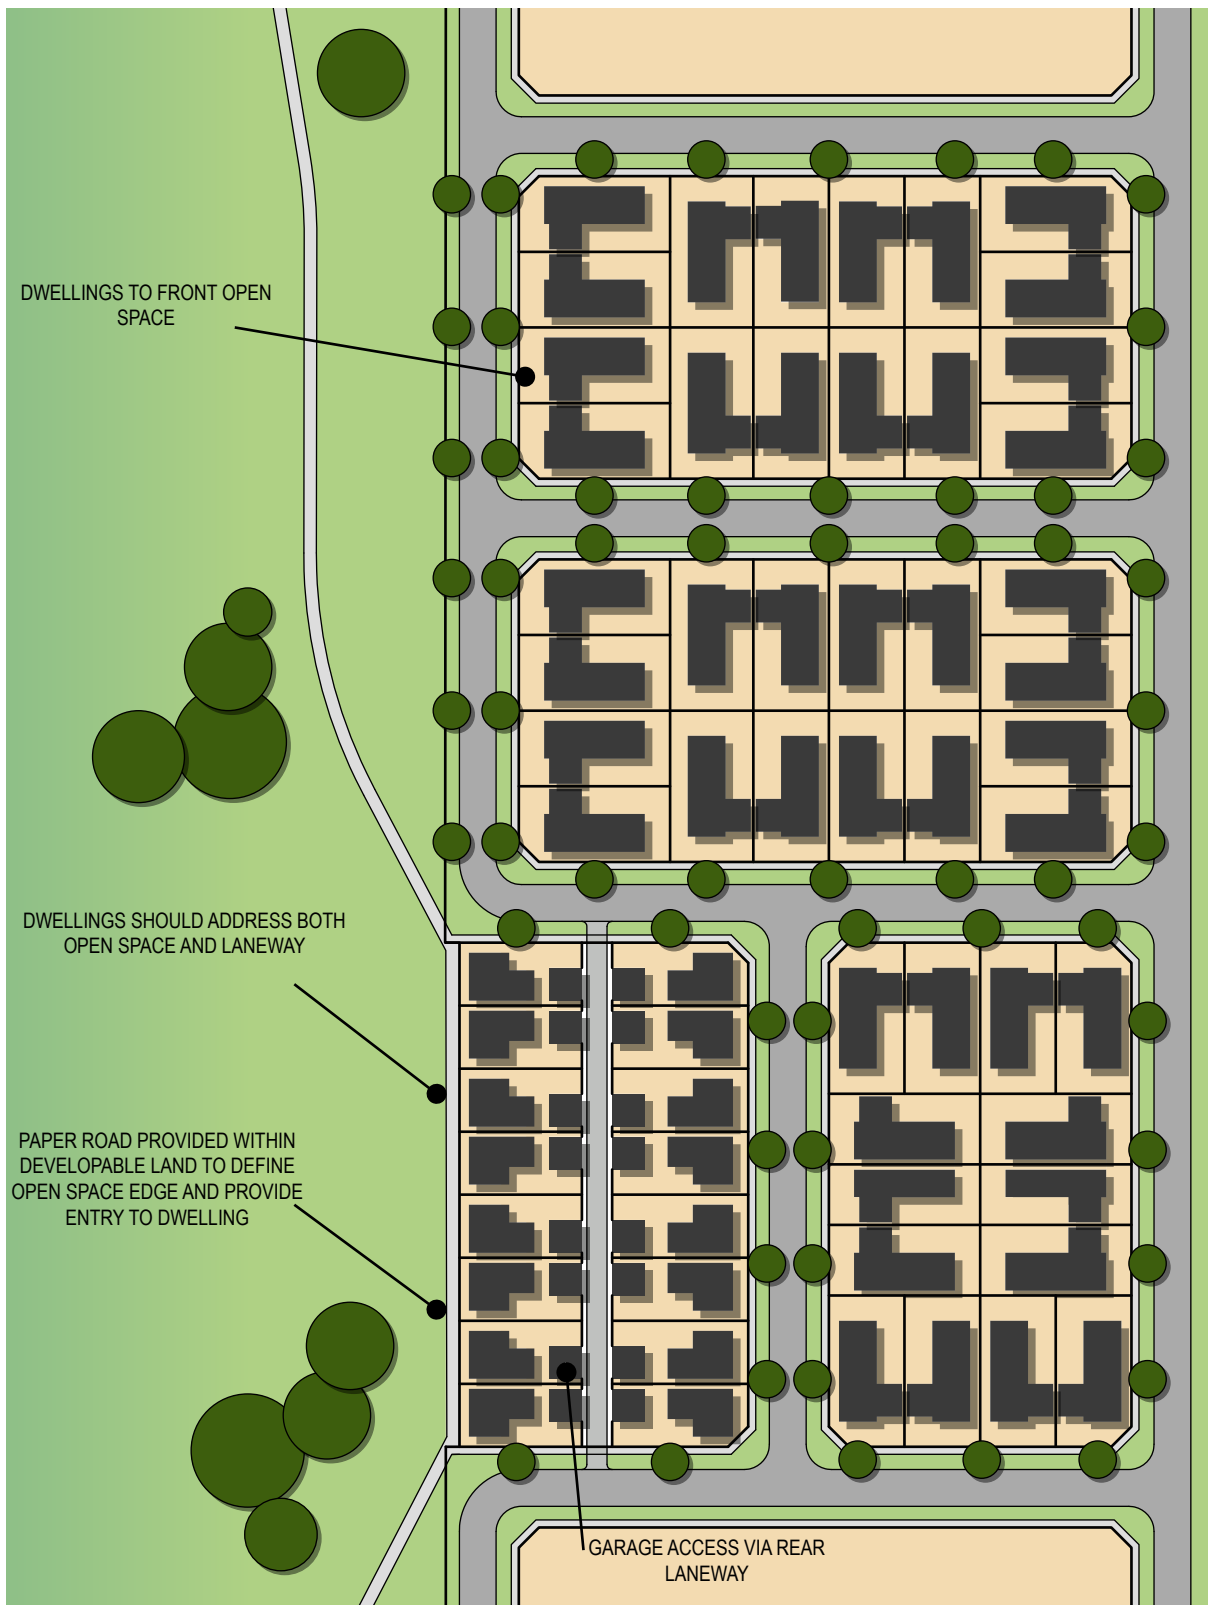 DWELLINGS TO FRONT OPEN
SPACE
DWELLINGS SHOULD ADDRESS BOTH
OPEN SPACE AND LANEWAY
PAPER ROAD PROVIDED WITHIN
DEVELOPABLE LAND TO DEFINE
OPEN SPACE EDGE AND PROVIDE
ENTRY TO DWELLING
GARAGE ACCESS VIA REAR
LANEWAY